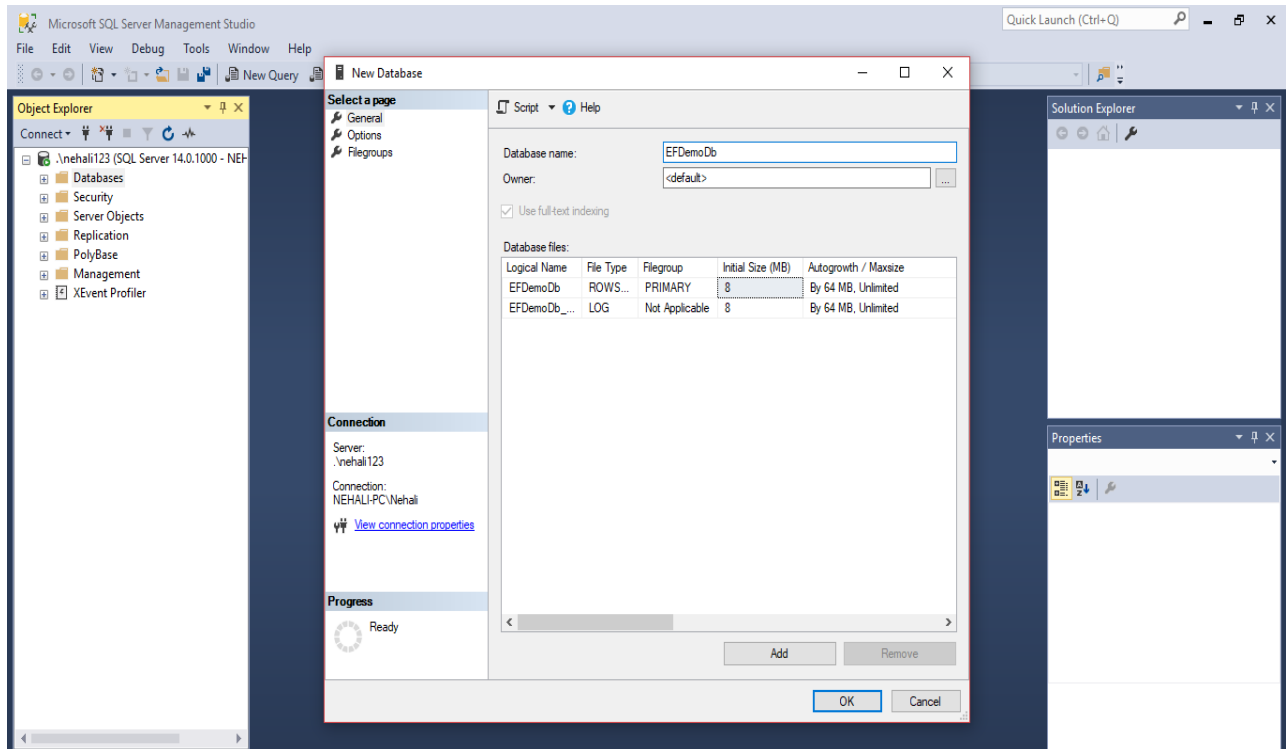 Microsoft SQL Server Management Studio
Quick Launch (Ctrl+Q)
File Edit View Debug Tools Window Help
New Query
Object Explorer
Connect
.\nehali123 (SQL Server 14.0.1000 - NEH
Databases
Security
Server Objects
Replication
PolyBase
Management
XEvent Profiler
New Database
Select a page
General
Options
Filegroups
Script Help
Database name: EFDemoDb
Owner: <default> ...
Use full-text indexing
Database files:
Logical Name File Type Filegroup Initial Size (MB) Autogrowth / Maxsize
EFDemoDb ROWS... PRIMARY 8 By 64 MB, Unlimited
EFDemoDb_... LOG Not Applicable 8 By 64 MB, Unlimited
Connection
Server:
.\nehali123
Connection:
NEHALI-PC\Nehali
View connection properties
Progress
Ready
Add Remove
OK Cancel
Solution Explorer
Properties